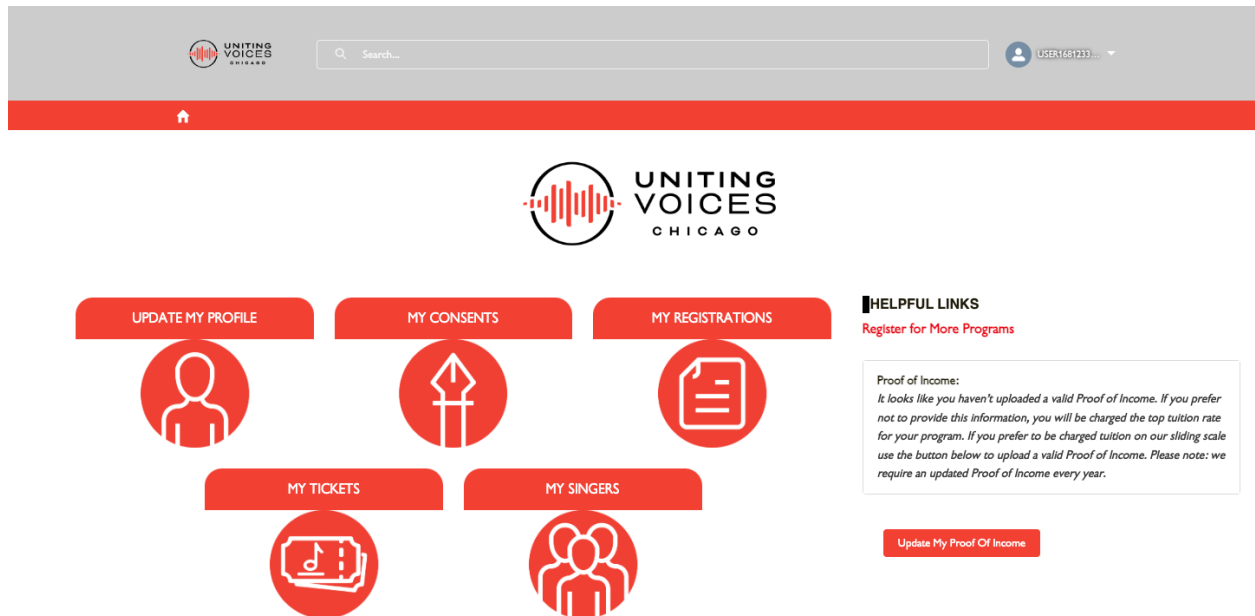 UNITING
VOICES
CHICAGO
Search...
USER1681233...
UNITING
VOICES
CHICAGO
UPDATE MY PROFILE
MY CONSENTS
MY REGISTRATIONS
MY TICKETS
MY SINGERS
HELPFUL LINKS
Register for More Programs
Proof of Income:
It looks like you haven't uploaded a valid Proof of Income. If you prefer
not to provide this information, you will be charged the top tuition rate
for your program. If you prefer to be charged tuition on our sliding scale
use the button below to upload a valid Proof of Income. Please note: we
require an updated Proof of Income every year.
Update My Proof Of Income